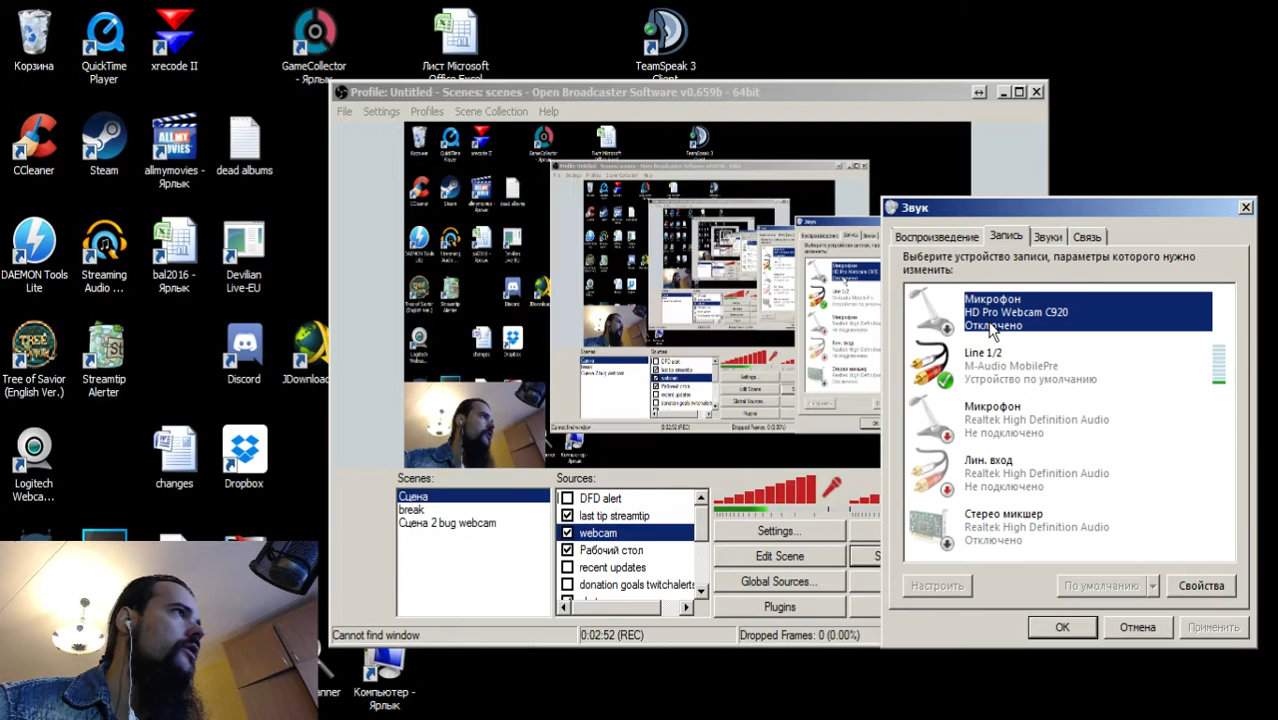 Корзина
QuickTime
Player
xrecode II
GameCollector
- Ярлык
Лист Microsoft
Office Excel
TeamSpeak 3
Client
CCleaner
Steam
allmymovies -
Ярлык
dead albums
DAEMON Tools
Lite
Streaming
Audio ...
bal2016 -
Ярлык
Devilian
Live-EU
Tree of Savior
(English Ver.)
Streamtip
Alerter
Discord
JDownloa
Logitech
Webca...
changes
Dropbox
Компьютер -
Ярлык
Profile: Untitled - Scenes: scenes - Open Broadcaster Software v0.659b - 64bit
File Settings Profiles Scene Collection Help
Scenes:
Сцена
break
Сцена 2 bug webcam
Sources:
DFD alert
last tip streamtip
webcam
Рабочий стол
recent updates
donation goals twitchalerts
Settings...
Edit Scene
Global Sources...
Plugins
Cannot find window
0:02:52 (REC)
Dropped Frames: 0 (0.00%)
Звук
Воспроизведение Запись Звуки Связь
Выберите устройство записи, параметры которого нужно
изменить:
Микрофон
HD Pro Webcam C920
Отключено
Line 1/2
M-Audio MobilePre
Устройство по умолчанию
Микрофон
Realtek High Definition Audio
Не подключено
Лин. вход
Realtek High Definition Audio
Не подключено
Стерео микшер
Realtek High Definition Audio
Отключено
Настроить
По умолчанию
Свойства
OK
Отмена
Применить